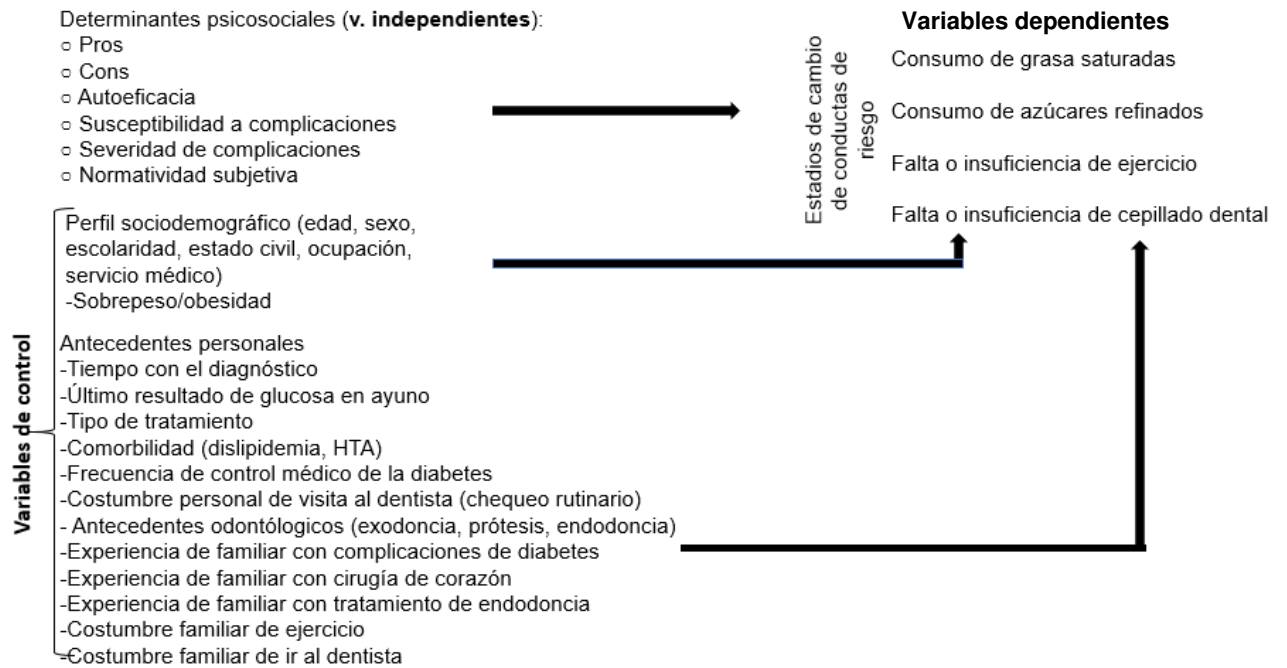 Determinantes psicosociales (v. independientes):
○ Pros
○ Cons
○ Autoeficacia
○ Susceptibilidad a complicaciones
○ Severidad de complicaciones
○ Normatividad subjetiva
Estadios de cambio
de conductas de
riesgo
Variables dependientes
Consumo de grasa saturadas
Consumo de azúcares refinados
Falta o insuficiencia de ejercicio
Falta o insuficiencia de cepillado dental
Variables de control
Perfil sociodemográfico (edad, sexo,
escolaridad, estado civil, ocupación,
servicio médico)
-Sobrepeso/obesidad
Antecedentes personales
-Tiempo con el diagnóstico
-Último resultado de glucosa en ayuno
-Tipo de tratamiento
-Comorbilidad (dislipidemia, HTA)
-Frecuencia de control médico de la diabetes
-Costumbre personal de visita al dentista (chequeo rutinario)
- Antecedentes odontólogicos (exodoncia, prótesis, endodoncia)
-Experiencia de familiar con complicaciones de diabetes
-Experiencia de familiar con cirugía de corazón
-Experiencia de familiar con tratamiento de endodoncia
-Costumbre familiar de ejercicio
-Costumbre familiar de ir al dentista